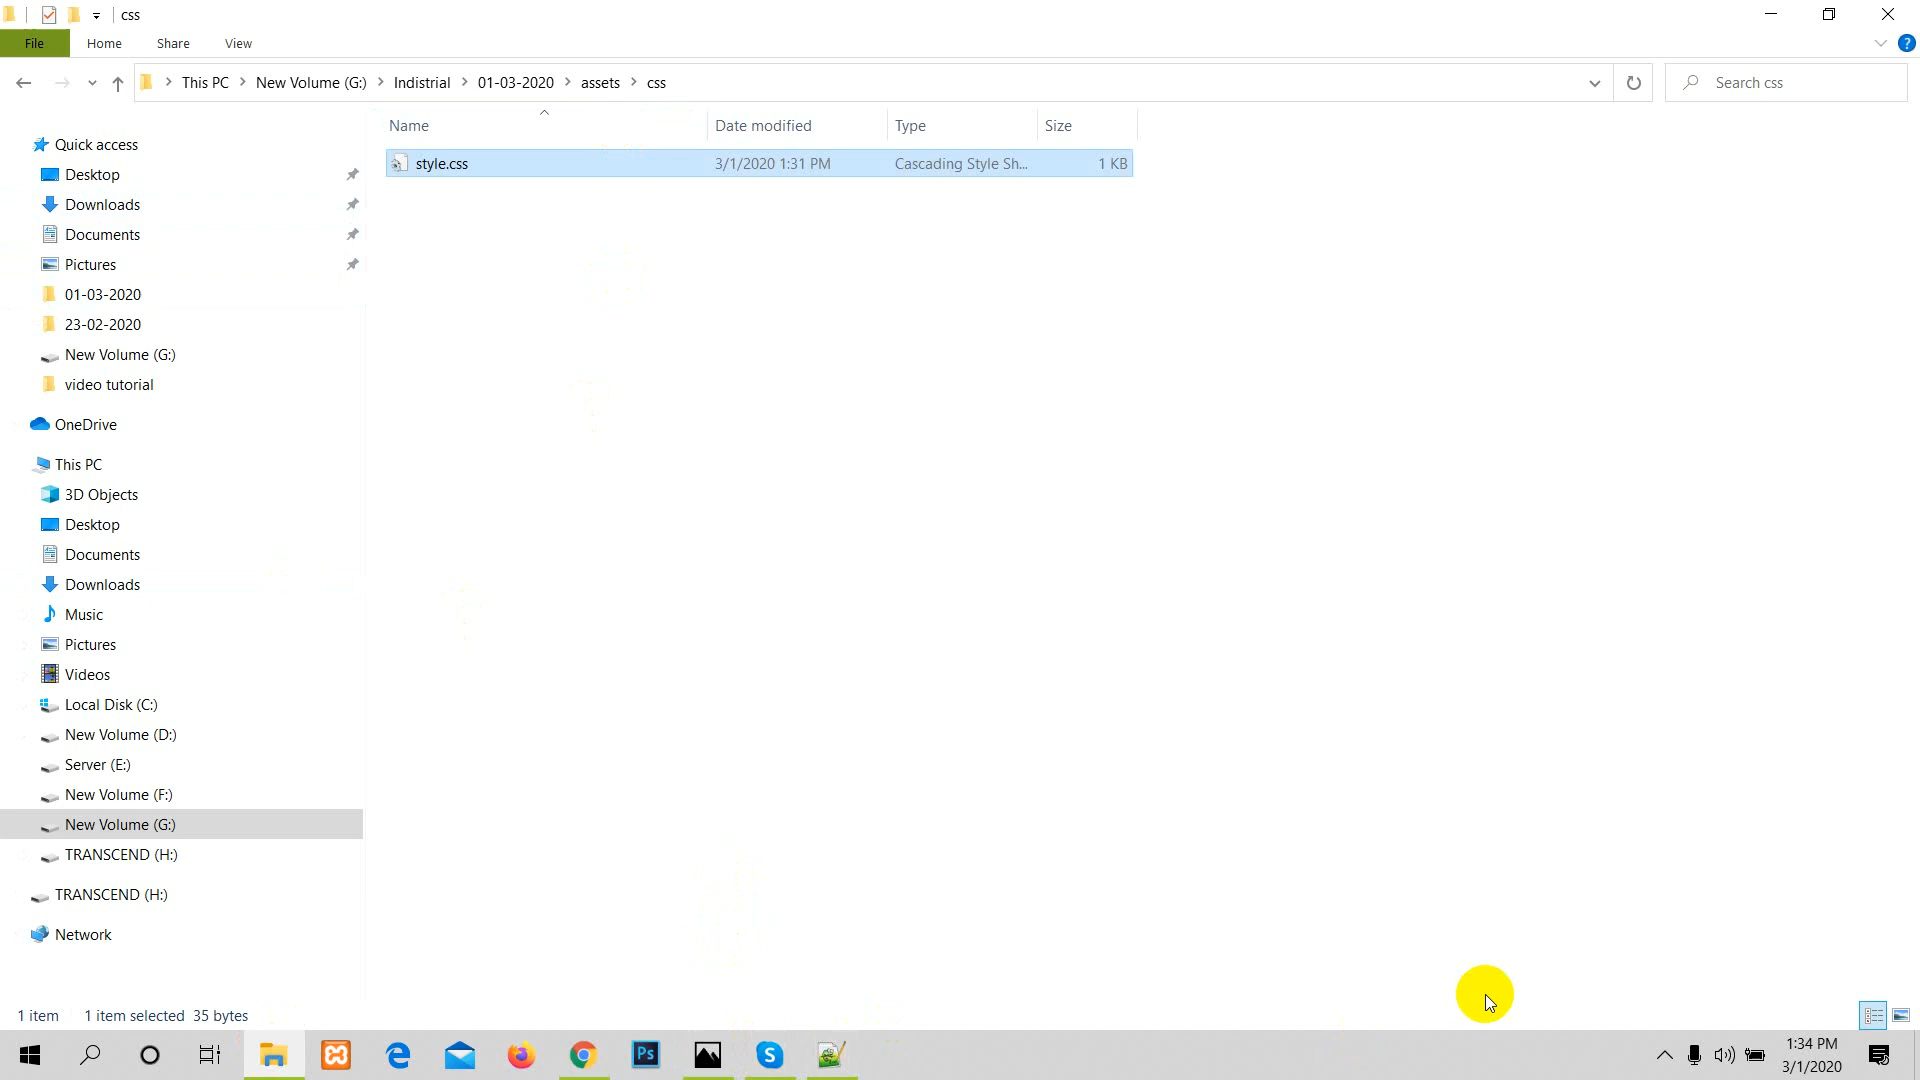 css
File Home Share View
This PC New Volume (G:) Indistrial 01-03-2020 assets css
Search css
Name Date modified Type Size
style.css 3/1/2020 1:31 PM Cascading Style Sh... 1 KB
Quick access
Desktop
Downloads
Documents
Pictures
01-03-2020
23-02-2020
New Volume (G:)
video tutorial
OneDrive
This PC
3D Objects
Desktop
Documents
Downloads
Music
Pictures
Videos
Local Disk (C:)
New Volume (D:)
Server (E:)
New Volume (F:)
New Volume (G:)
TRANSCEND (H:)
TRANSCEND (H:)
Network
1 item 1 item selected 35 bytes
Ps
1:34 PM
3/1/2020